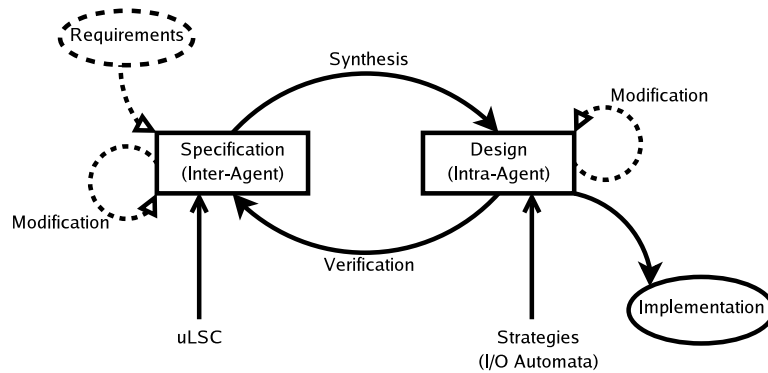 Requirements
Synthesis
Modification
Specification
(Inter-Agent)
Design
(Intra-Agent)
Modification
Verification
Implementation
uLSC
Strategies
(I/O Automata)